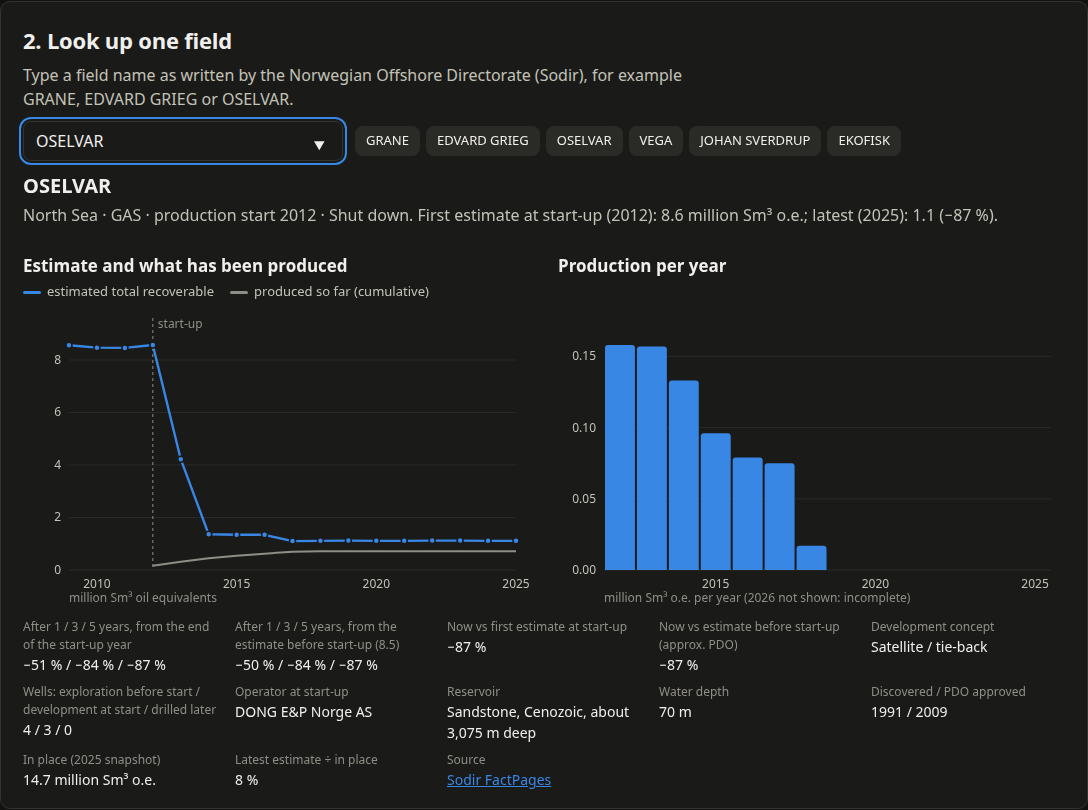 2. Look up one field
Type a field name as written by the Norwegian Offshore Directorate (Sodir), for example
GRANE, EDVARD GRIEG or OSELVAR.
OSELVAR ▼ GRANE EDVARD GRIEG OSELVAR VEGA JOHAN SVERDRUP EKOFISK
OSELVAR
North Sea · GAS · production start 2012 · Shut down. First estimate at start-up (2012): 8.6 million Sm³ o.e.; latest (2025): 1.1 (−87 %).
Estimate and what has been produced
estimated total recoverable produced so far (cumulative)
start-up
8
6
4
2
0
2010 2015 2020 2025
million Sm³ oil equivalents
Production per year
0.15
0.10
0.05
0.00
2015 2020 2025
million Sm³ o.e. per year (2026 not shown: incomplete)
After 1 / 3 / 5 years, from the end
of the start-up year
−51 % / −84 % / −87 %
After 1 / 3 / 5 years, from the
estimate before start-up (8.5)
−50 % / −84 % / −87 %
Now vs first estimate at start-up
−87 %
Now vs estimate before start-up
(approx. PDO)
−87 %
Development concept
Satellite / tie-back
Wells: exploration before start /
development at start / drilled later
4 / 3 / 0
Operator at start-up
DONG E&P Norge AS
Reservoir
Sandstone, Cenozoic, about
3,075 m deep
Water depth
70 m
Discovered / PDO approved
1991 / 2009
In place (2025 snapshot)
14.7 million Sm³ o.e.
Latest estimate ÷ in place
8 %
Source
Sodir FactPages